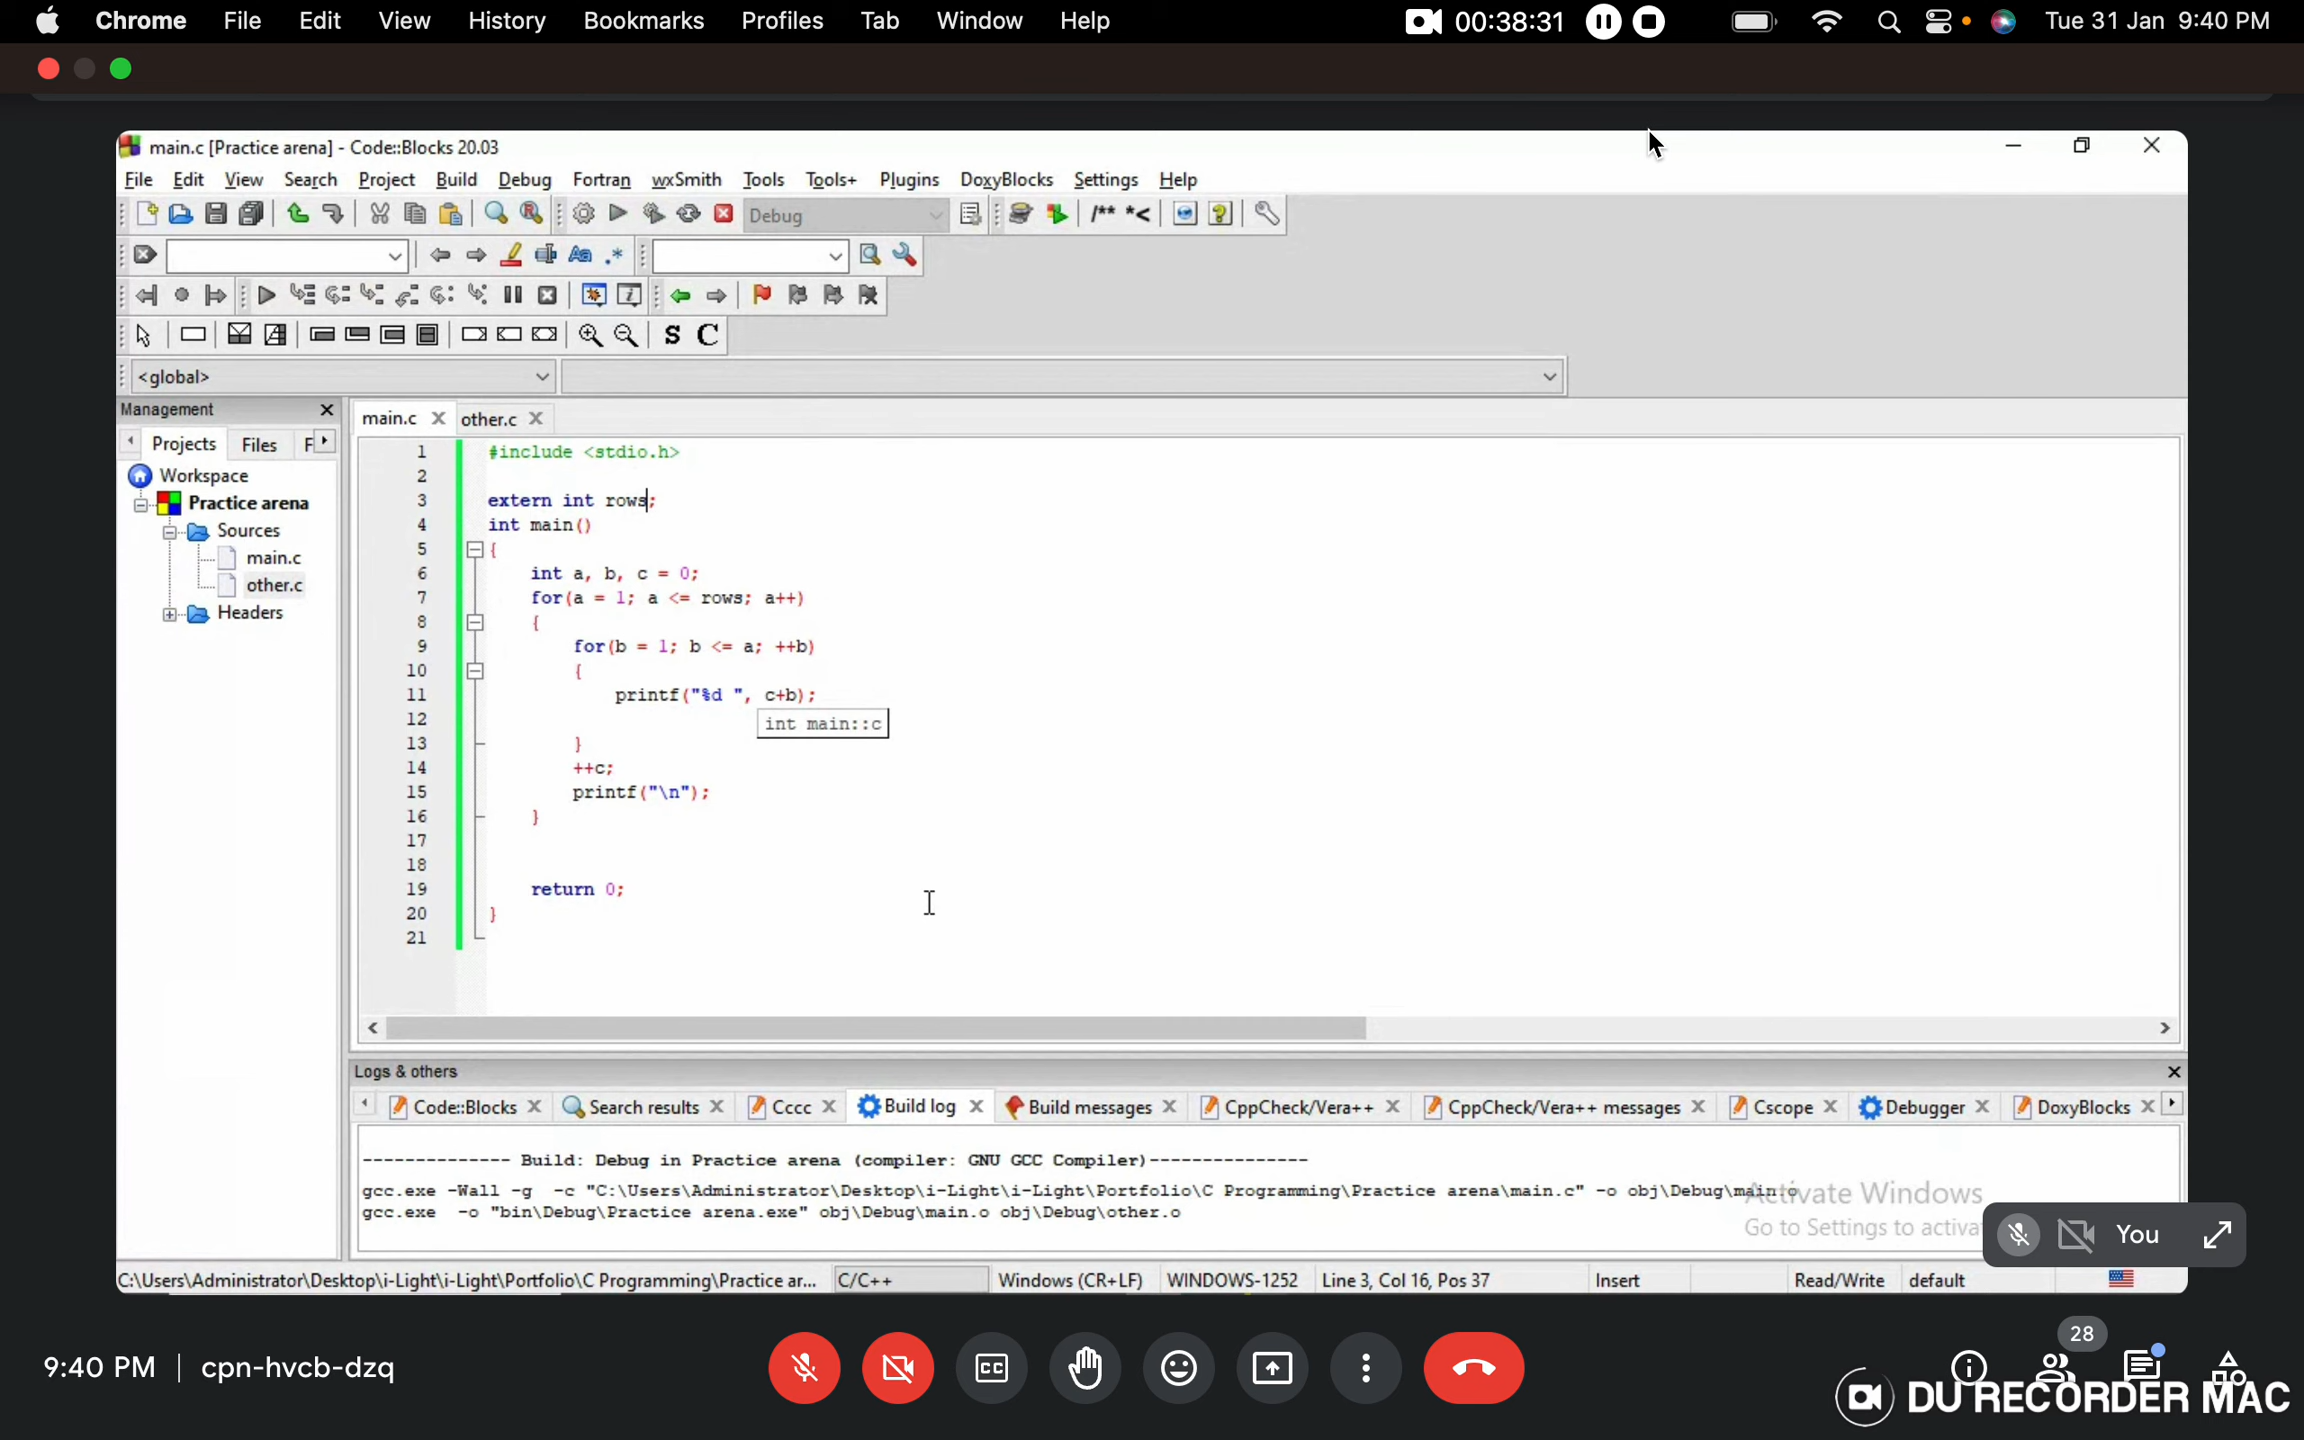 Chrome File Edit View History Bookmarks Profiles Tab Window Help 00:38:31 Tue 31 Jan 9:40 PM
main.c [Practice arena] - Code::Blocks 20.03
File Edit View Search Project Build Debug Fortran wxSmith Tools Tools+ Plugins DoxyBlocks Settings Help
Debug /** *<
Aa .*
S C
<global>
Management
main.c other.c
Projects Files F
Workspace
Practice arena
Sources
main.c
other.c
Headers
1 #include <stdio.h>
2
3 extern int rows;
4 int main()
5 {
6 int a, b, c = 0;
7 for(a = 1; a <= rows; a++)
8 {
9 for(b = 1; b <= a; ++b)
10 {
11 printf("%d ", c+b);
12 int main::c
13 }
14 ++c;
15 printf("\n");
16 }
17
18
19 return 0;
20 }
21
Logs & others
Code::Blocks Search results Cccc Build log Build messages CppCheck/Vera++ CppCheck/Vera++ messages Cscope Debugger DoxyBlocks
-------------- Build: Debug in Practice arena (compiler: GNU GCC Compiler)---------------
gcc.exe -Wall -g -c "C:\Users\Administrator\Desktop\i-Light\i-Light\Portfolio\C Programming\Practice arena\main.c" -o obj\Debug\main.o
gcc.exe -o "bin\Debug\Practice arena.exe" obj\Debug\main.o obj\Debug\other.o
Activate Windows
Go to Settings to activa
You
C:\Users\Administrator\Desktop\i-Light\i-Light\Portfolio\C Programming\Practice ar... C/C++ Windows (CR+LF) WINDOWS-1252 Line 3, Col 16, Pos 37 Insert Read/Write default
28
9:40 PM | cpn-hvcb-dzq
DU RECORDER MAC